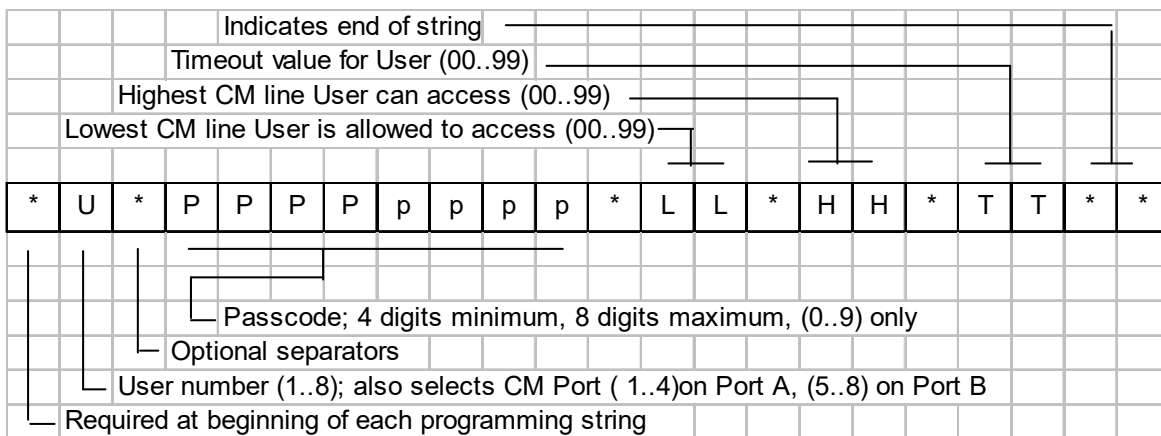 Indicates end of string
Timeout value for User (00..99)
Highest CM line User can access (00..99)
Lowest CM line User is allowed to access (00..99)
* U * P P P P p p p p * L L * H H * T T * *
Passcode; 4 digits minimum, 8 digits maximum, (0..9) only
Optional separators
User number (1..8); also selects CM Port ( 1..4)on Port A, (5..8) on Port B
Required at beginning of each programming string